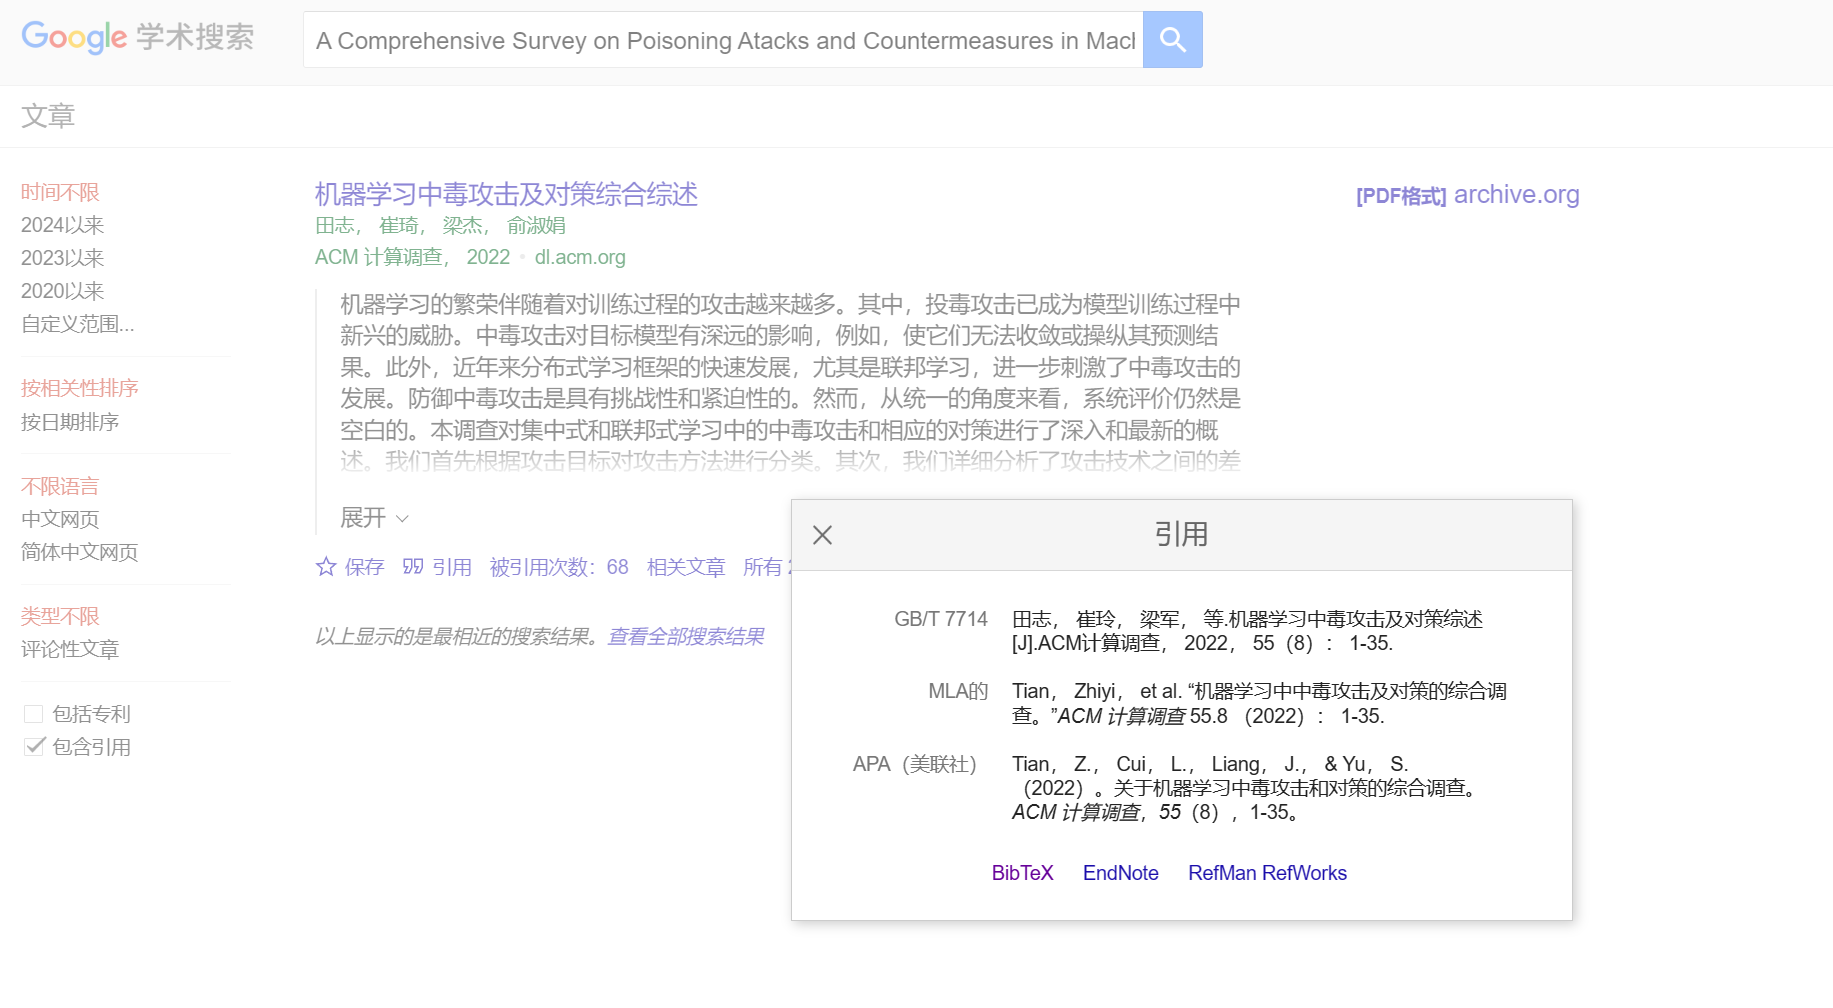 Google 学术搜索
A Comprehensive Survey on Poisoning Atacks and Countermeasures in Mach
文章
时间不限
2024以来
2023以来
2020以来
自定义范围...
按相关性排序
按日期排序
不限语言
中文网页
简体中文网页
类型不限
评论性文章
包括专利
包含引用
机器学习中毒攻击及对策综合综述
田志， 崔琦， 梁杰， 俞淑娟
ACM 计算调查， 2022 • dl.acm.org
[PDF格式] archive.org
机器学习的繁荣伴随着对训练过程的攻击越来越多。其中，投毒攻击已成为模型训练过程中
新兴的威胁。中毒攻击对目标模型有深远的影响，例如，使它们无法收敛或操纵其预测结
果。此外，近年来分布式学习框架的快速发展，尤其是联邦学习，进一步刺激了中毒攻击的
发展。防御中毒攻击是具有挑战性和紧迫性的。然而，从统一的角度来看，系统评价仍然是
空白的。本调查对集中式和联邦式学习中的中毒攻击和相应的对策进行了深入和最新的概
述。我们首先根据攻击目标对攻击方法进行分类。其次，我们详细分析了攻击技术之间的差
展开
保存 引用 被引用次数：68 相关文章 所有 2
以上显示的是最相近的搜索结果。查看全部搜索结果
引用
GB/T 7714 田志， 崔玲， 梁军， 等.机器学习中毒攻击及对策综述
[J].ACM计算调查， 2022， 55（8）： 1-35.
MLA的 Tian， Zhiyi， et al. “机器学习中中毒攻击及对策的综合调
查。”ACM 计算调查 55.8 （2022）： 1-35.
APA（美联社） Tian， Z.， Cui， L.， Liang， J.， & Yu， S.
（2022）。关于机器学习中毒攻击和对策的综合调查。
ACM 计算调查，55（8）, 1-35。
BibTeX EndNote RefMan RefWorks